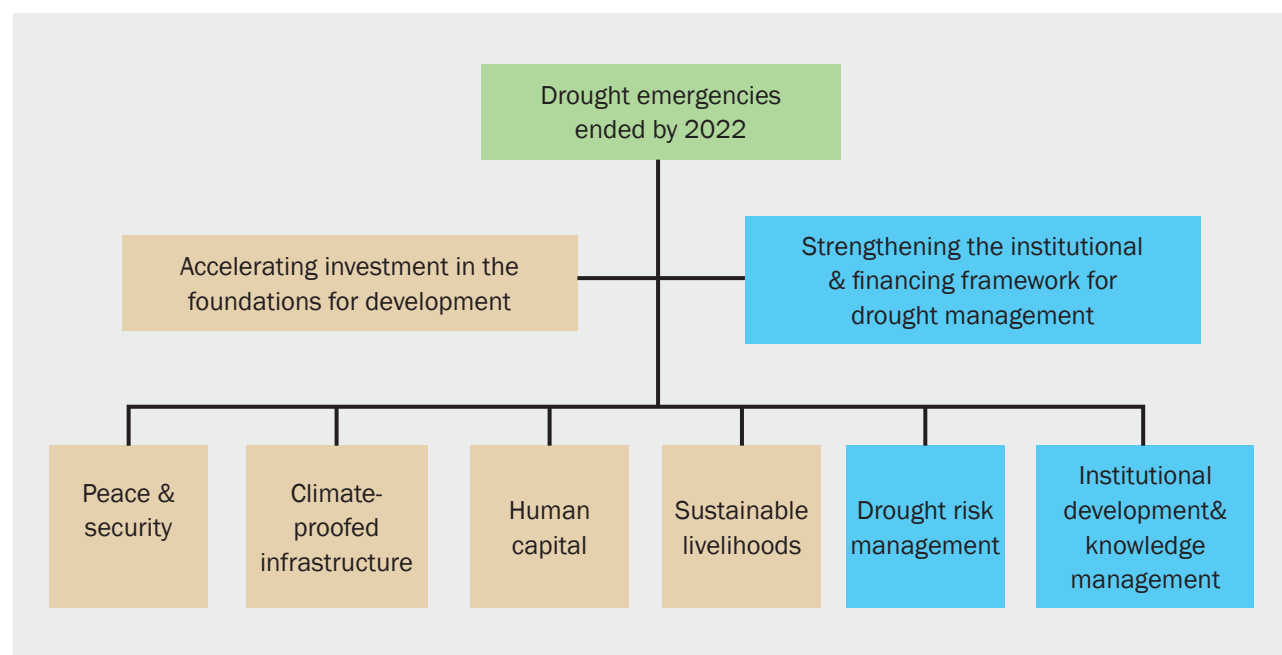 Drought emergencies
ended by 2022
Accelerating investment in the
foundations for development
Strengthening the institutional
& financing framework for
drought management
Peace &
security
Climate-
proofed
infrastructure
Human
capital
Sustainable
livelihoods
Drought risk
management
Institutional
development&
knowledge
management